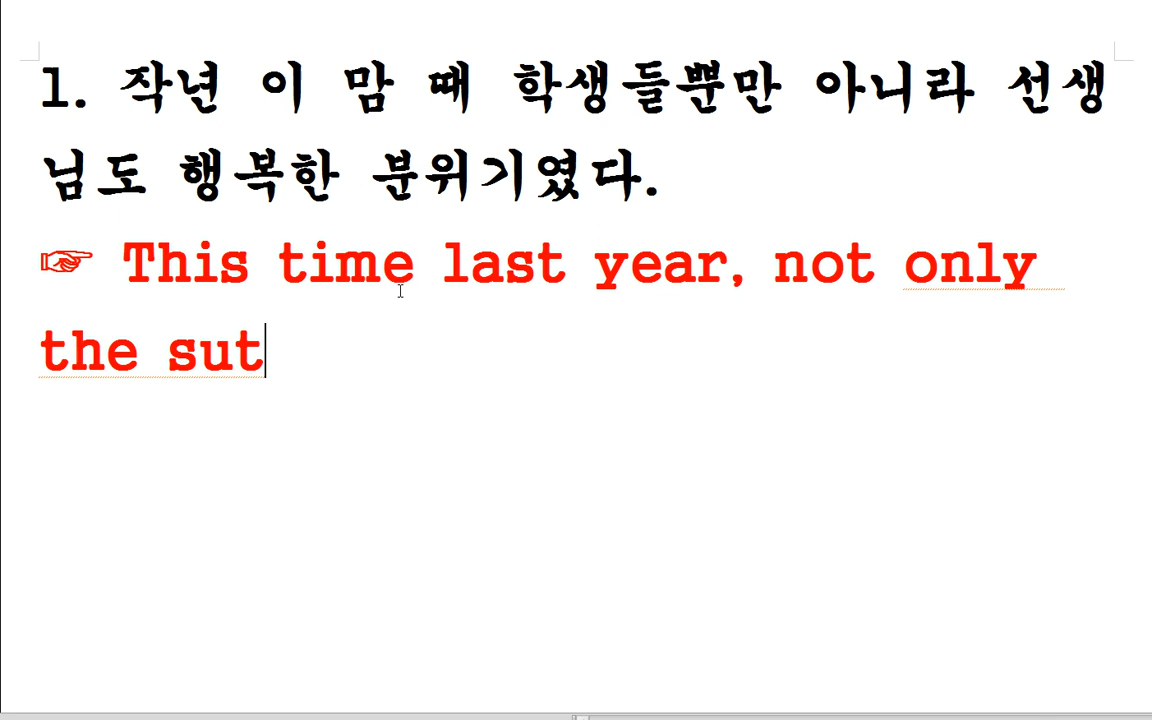 1. 작년 이 맘 때 학생들뿐만 아니라 선생
님도 행복한 분위기였다.
☞ This time last year, not only
the sut